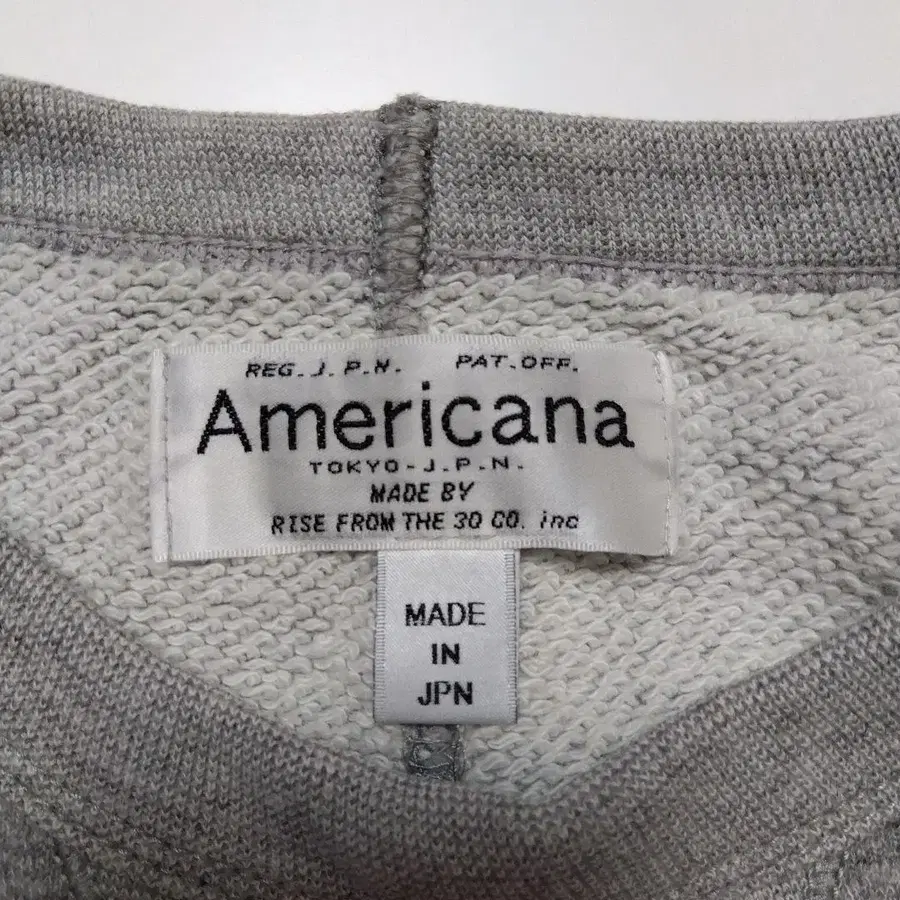 REG. J. P. N. PAT. OFF.
Americana
TOKYO-J.P.N.
MADE BY
RISE FROM THE 30 CO. inc
MADE
IN
JPN